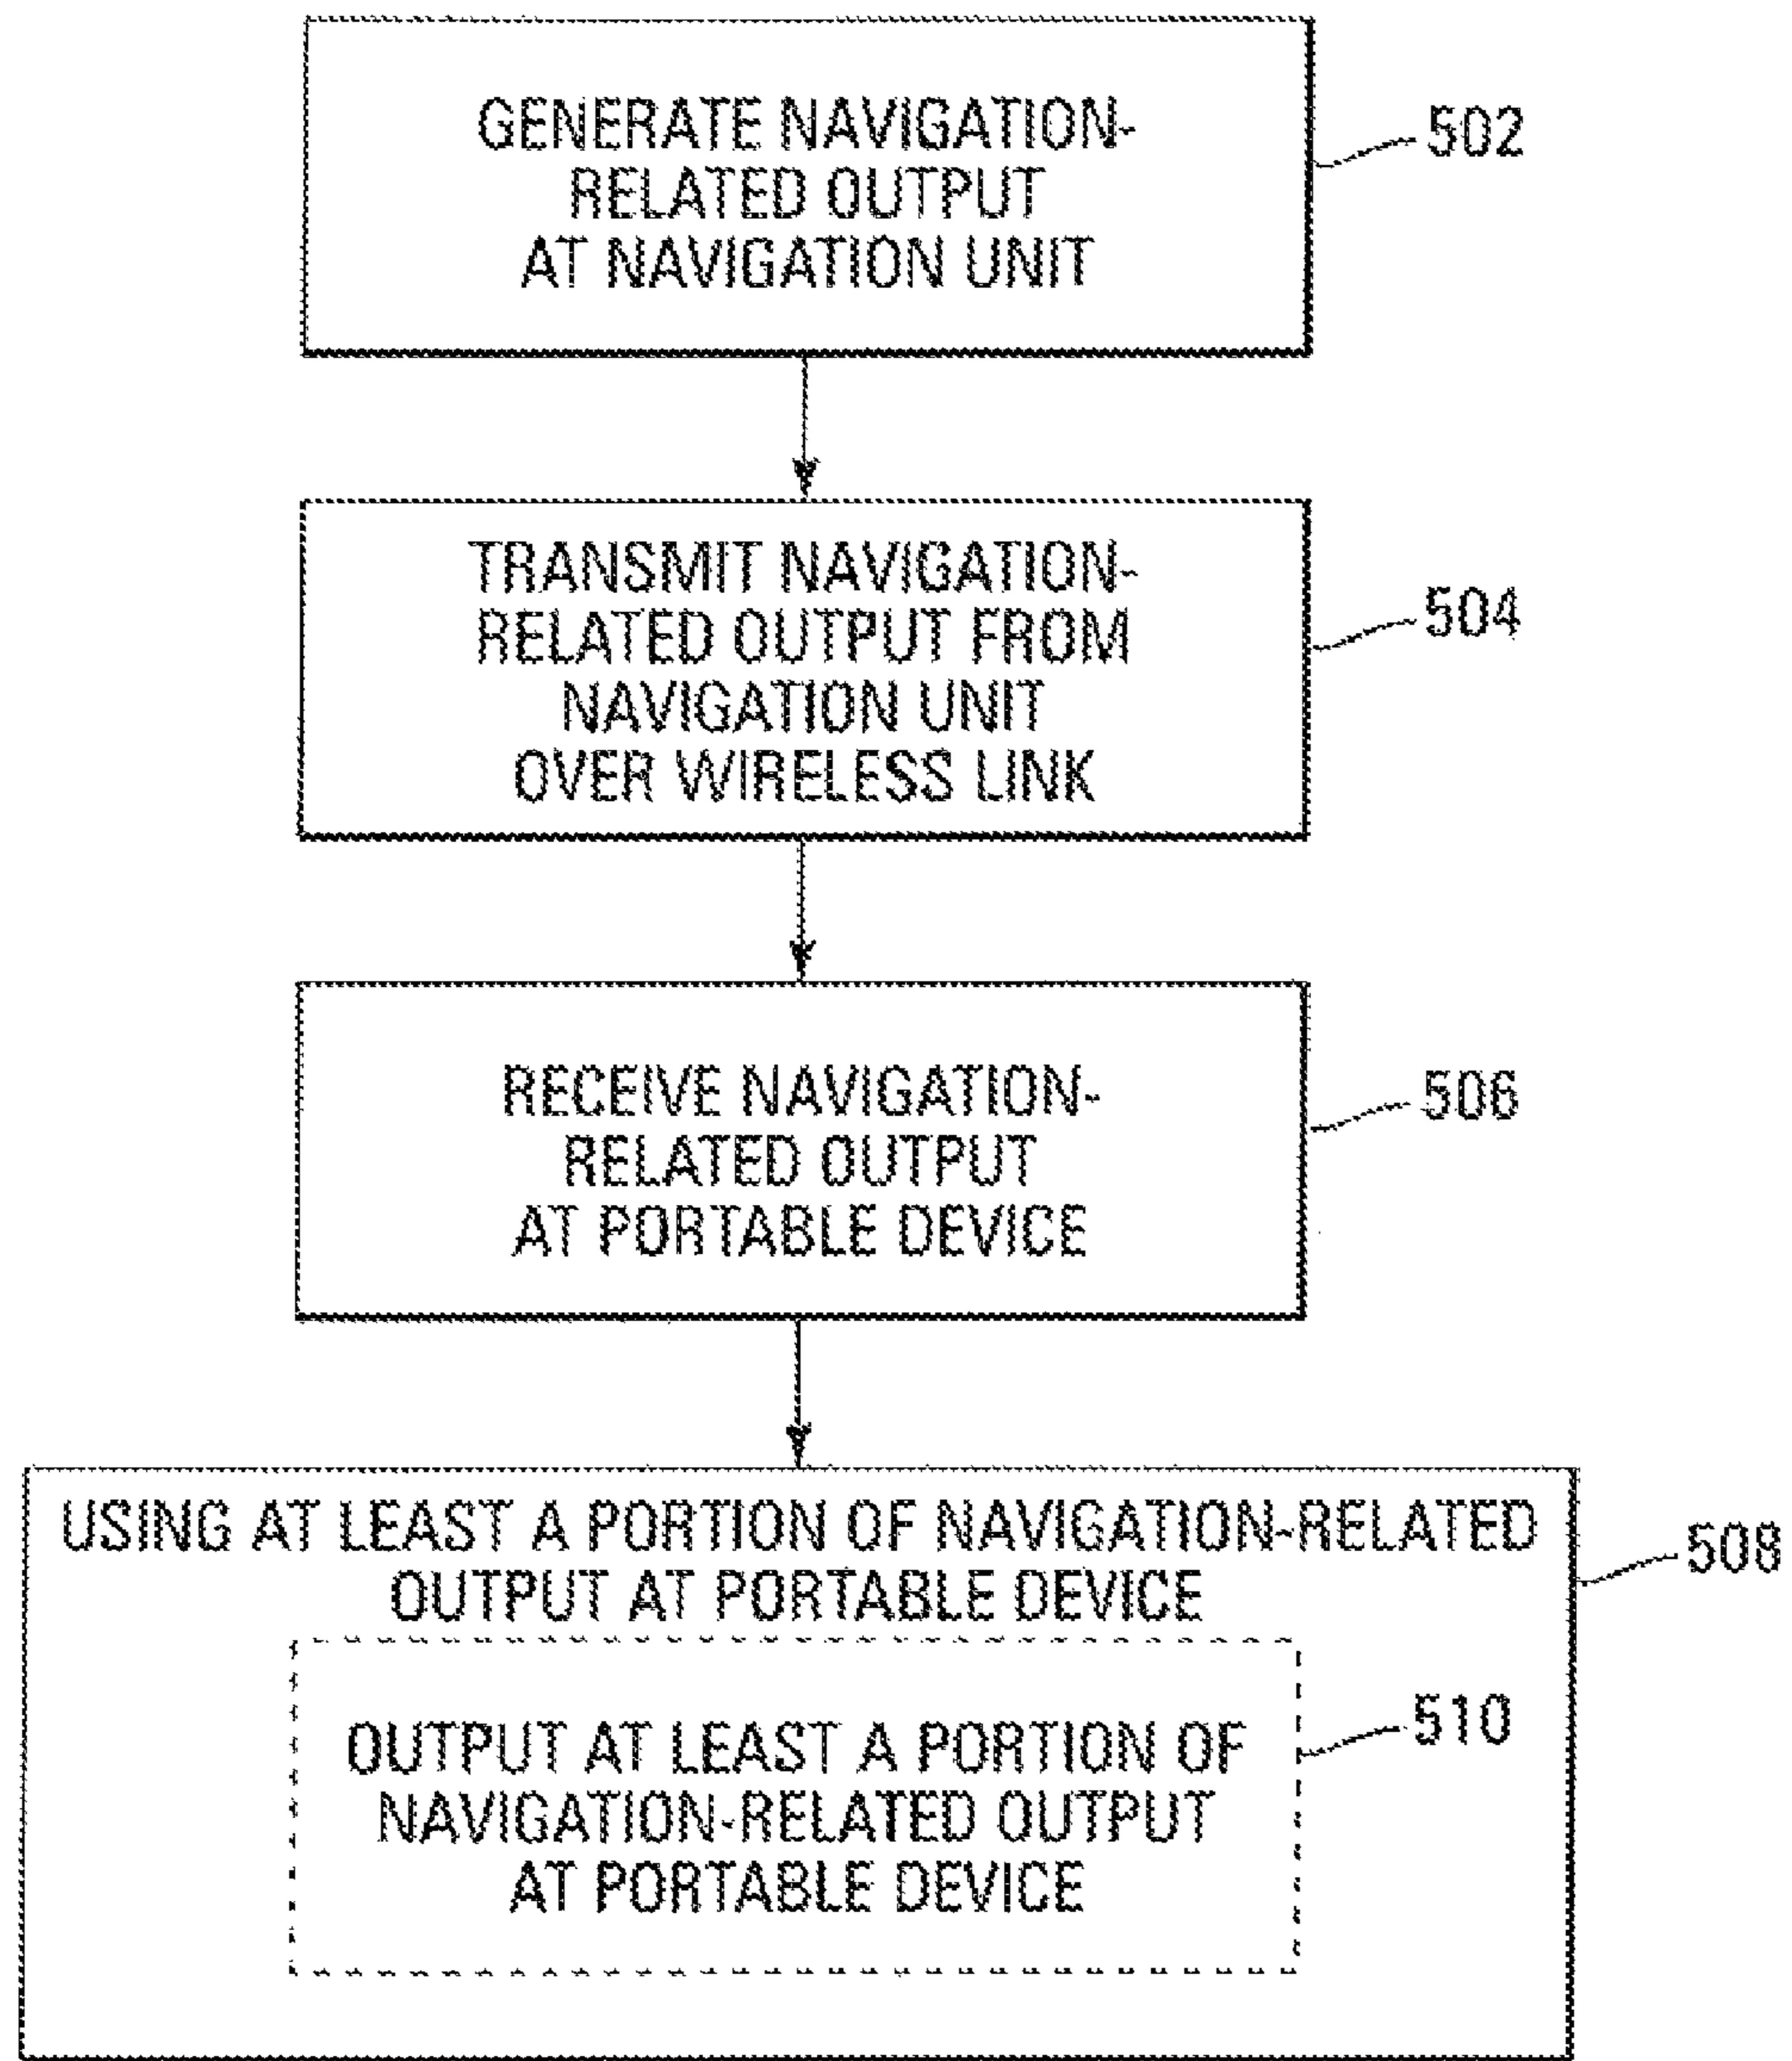 GENERATE NAVIGATION-
RELATED OUTPUT
AT NAVIGATION UNIT
502
TRANSMIT NAVIGATION-
RELATED OUTPUT FROM
NAVIGATION UNIT
OVER WIRELESS LINK
504
RECEIVE NAVIGATION-
RELATED OUTPUT
AT PORTABLE DEVICE
506
USING AT LEAST A PORTION OF NAVIGATION-RELATED
OUTPUT AT PORTABLE DEVICE
508
OUTPUT AT LEAST A PORTION OF
NAVIGATION-RELATED OUTPUT
AT PORTABLE DEVICE
510